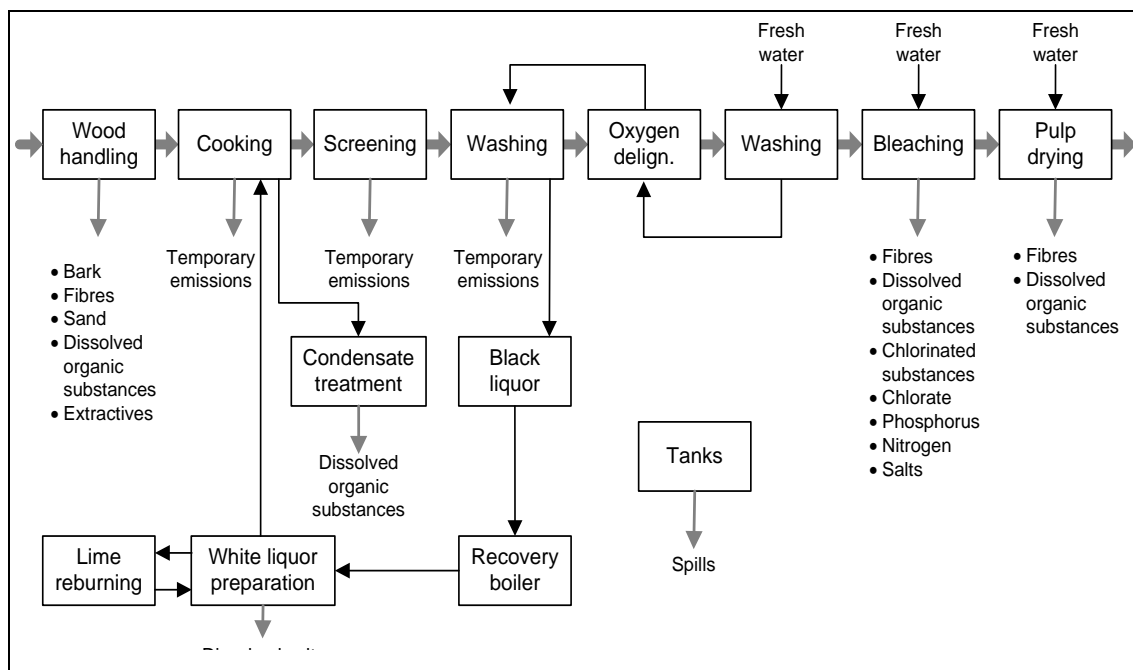 Fresh
water
Fresh
water
Fresh
water
Wood
handling
Cooking
Screening
Washing
Oxygen
delign.
Washing
Bleaching
Pulp
drying
Temporary
emissions
Temporary
emissions
Temporary
emissions
• Bark
• Fibres
• Sand
• Dissolved
organic
substances
• Extractives
• Fibres
• Dissolved
organic
substances
• Chlorinated
substances
• Chlorate
• Phosphorus
• Nitrogen
• Salts
• Fibres
• Dissolved
organic
substances
Condensate
treatment
Black
liquor
Dissolved
organic
substances
Tanks
Spills
Lime
reburning
White liquor
preparation
Recovery
boiler